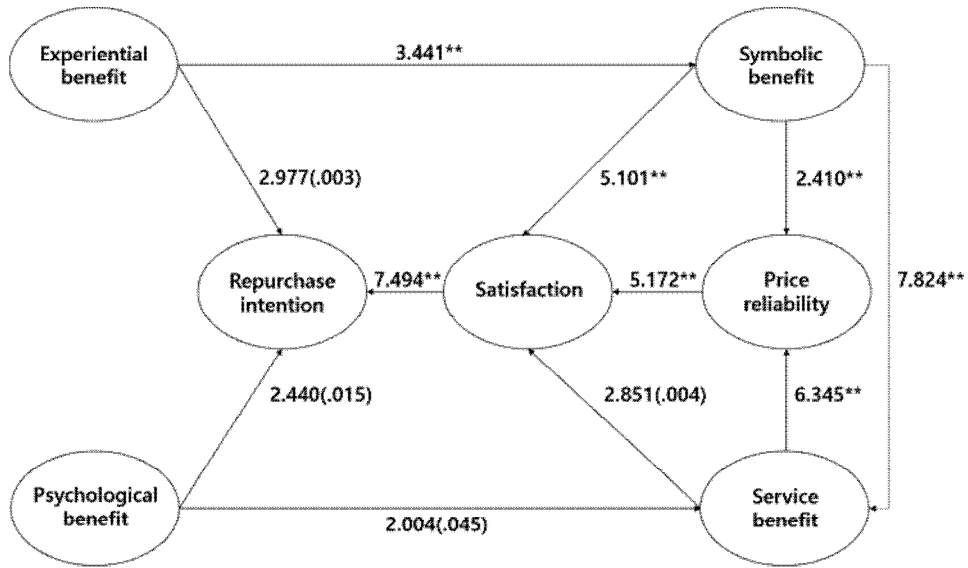 Experiential
benefit
3.441**
Symbolic
benefit
2.977(.003)
5.101**
2.410**
Repurchase
intention
7.494**
Satisfaction
5.172**
Price
reliability
7.824**
2.440(.015)
2.851(.004)
6.345**
Psychological
benefit
2.004(.045)
Service
benefit